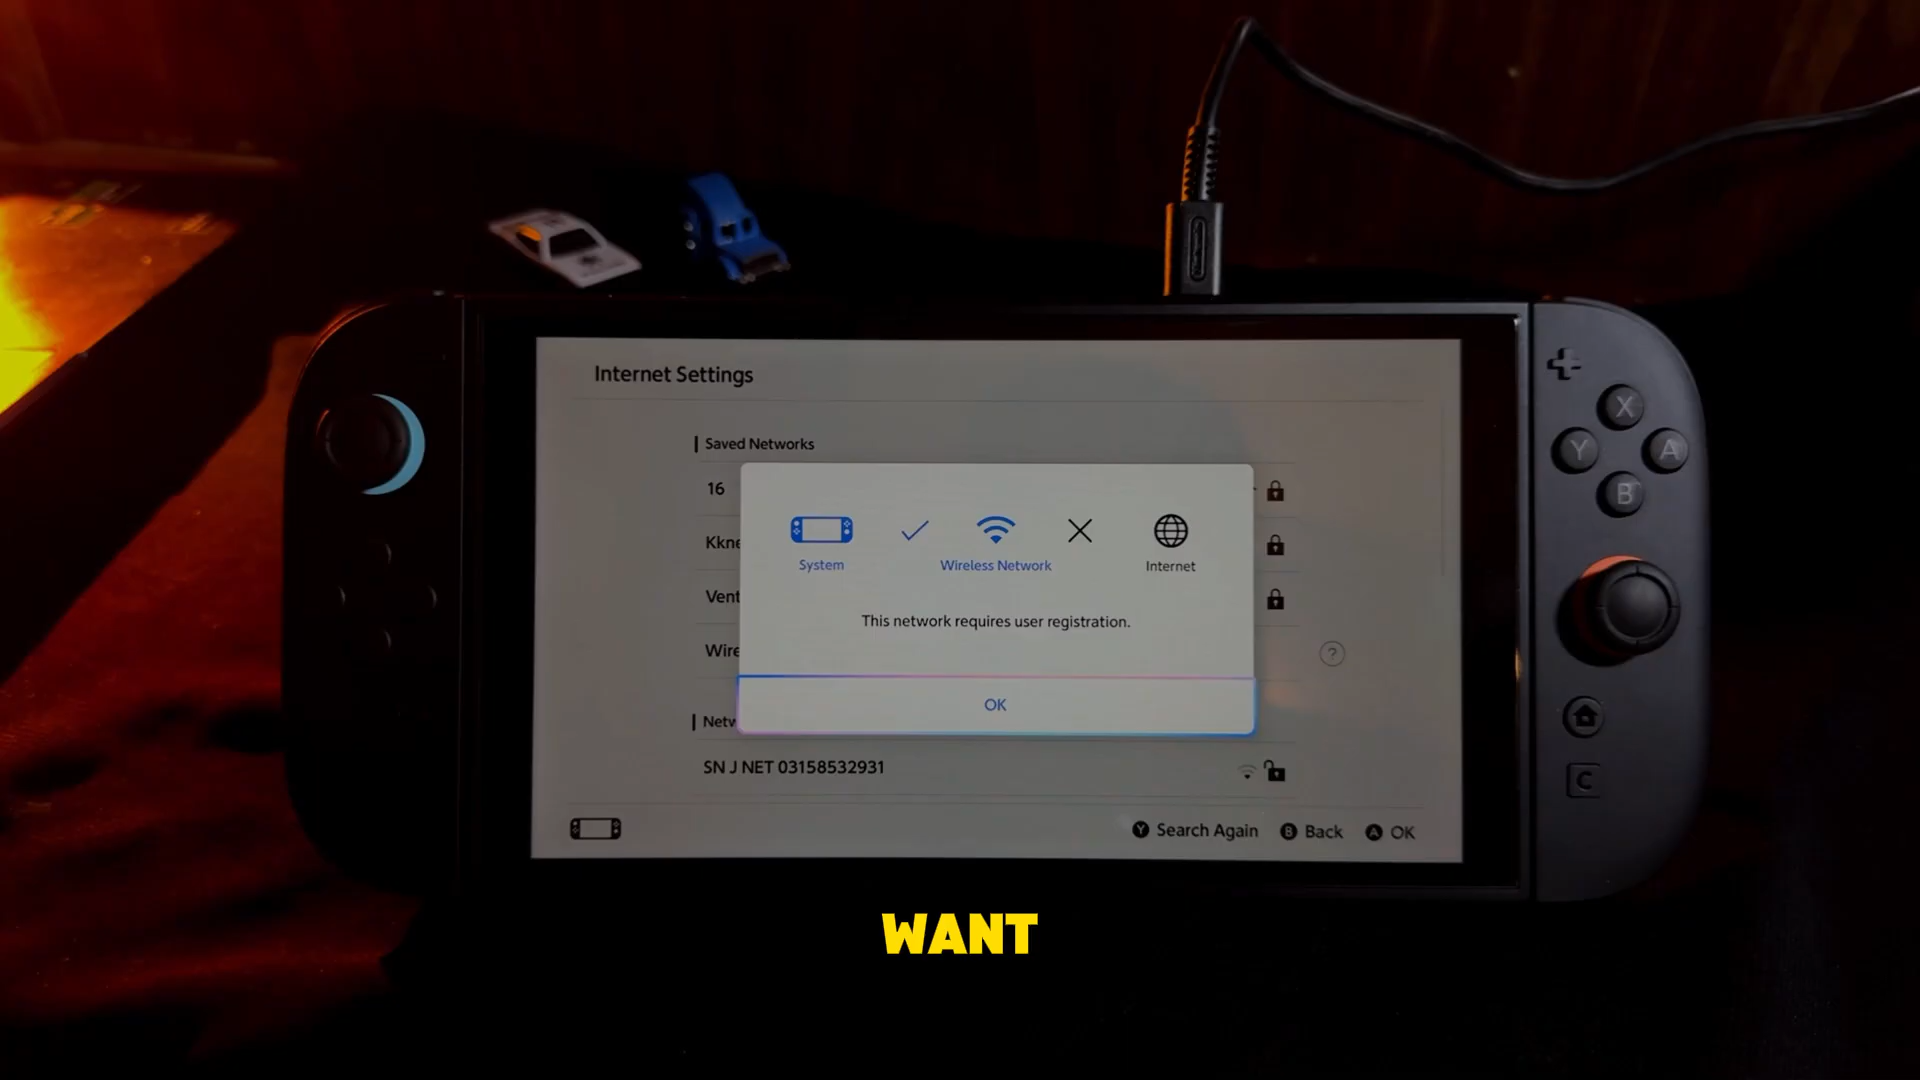 Internet Settings
Saved Networks
16
Kkne
System
Wireless Network
Internet
Vent
This network requires user registration.
Wire
?
OK
Netw
SN J NET 03158532931
Y Search Again B Back A OK
X
Y
A
B
C
WANT